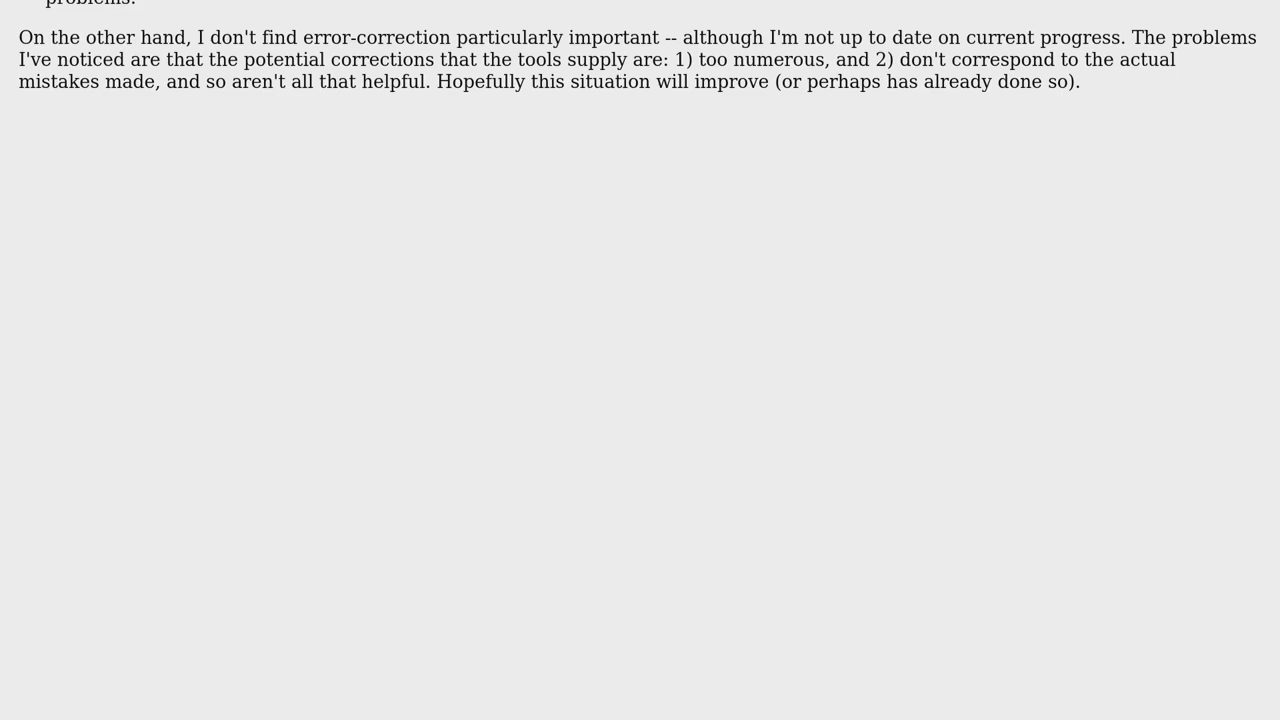 problems.
On the other hand, I don't find error-correction particularly important -- although I'm not up to date on current progress. The problems
I've noticed are that the potential corrections that the tools supply are: 1) too numerous, and 2) don't correspond to the actual
mistakes made, and so aren't all that helpful. Hopefully this situation will improve (or perhaps has already done so).